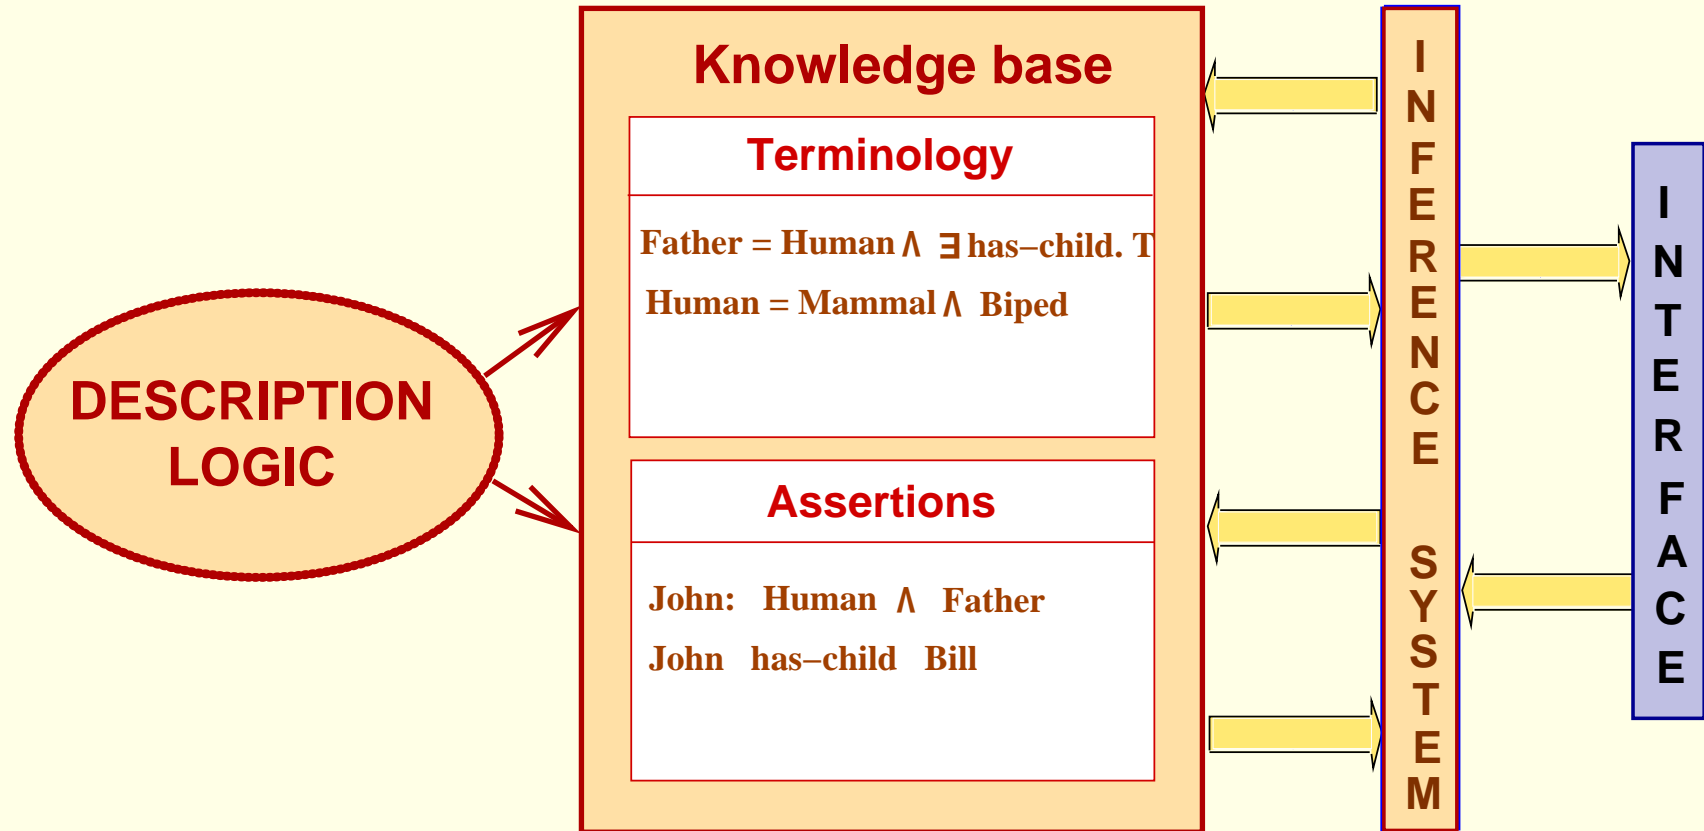 Knowledge base
Terminology
Father = Human Λ ∃ has−child. T
Human = Mammal Λ Biped
DESCRIPTION
LOGIC
Assertions
John: Human Λ Father
John has−child Bill
INFERENCE SYSTEM
INTERFACE